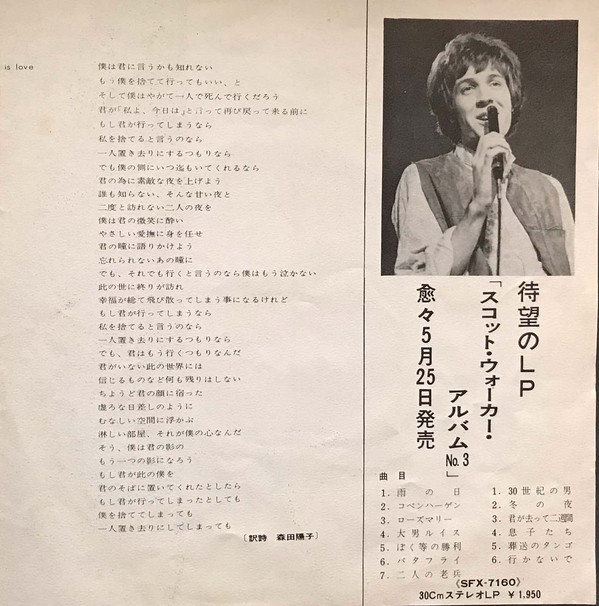 is love
僕は君に言うかも知れない
もう僕を捨てて行ってもいい、と
そして僕はやがて一人で死んで行くだろう
君が「私よ、今日は」と言って再び戻って来る前に
もし君が行ってしまうなら
私を捨てると言うのなら
一人置き去りにするつもりなら
でも僕の側にいつ迄もいてくれるなら
君の為に素敵な夜を上げよう
誰も知らない、そんな甘い夜と
二度と訪れない二人の夜を
僕は君の微笑に酔い
やさしい愛撫に身を任せ
君の瞳に語りかけよう
忘れられないあの瞳に
でも、それでも行くと言うのなら僕はもう泣かない
此の世に終りが訪れ
幸福が総て飛び散ってしまう事になるけれど
もし君が行ってしまうなら
私を捨てると言うのなら
一人置き去りにするつもりなら
でも、君はもう行くつもりなんだ
君がいない此の世界には
信じるものなど何も残りはしない
ちょうど君の顔に宿った
虚ろな日差しのように
むなしい空間に浮かぶ
淋しい部屋、それが僕の心なんだ
そう、僕は君の影の
もう一つの影になろう
もし君が此の僕を
君のそばに置いてくれたとしたら
もし君が行ってしまったとしても
僕を捨ててしまっても
一人置き去りにしてしまっても
〔訳詩 森田陽子〕
待望のLP
「スコット・ウォーカー・
アルバム No.3」
愈々5月25日発売
曲目
1. 雨の日
2. コペンハーゲン
3. ローズマリー
4. 大男ルイス
5. ぼく等の勝利
6. バタフライ
7. 二人の老兵
1. 30世紀の男
2. 冬の夜
3. 君が去って二週間
4. 息子たち
5. 葬送のタンゴ
6. 行かないで
《SFX-7160》
30CmステレオLP ￥1,950